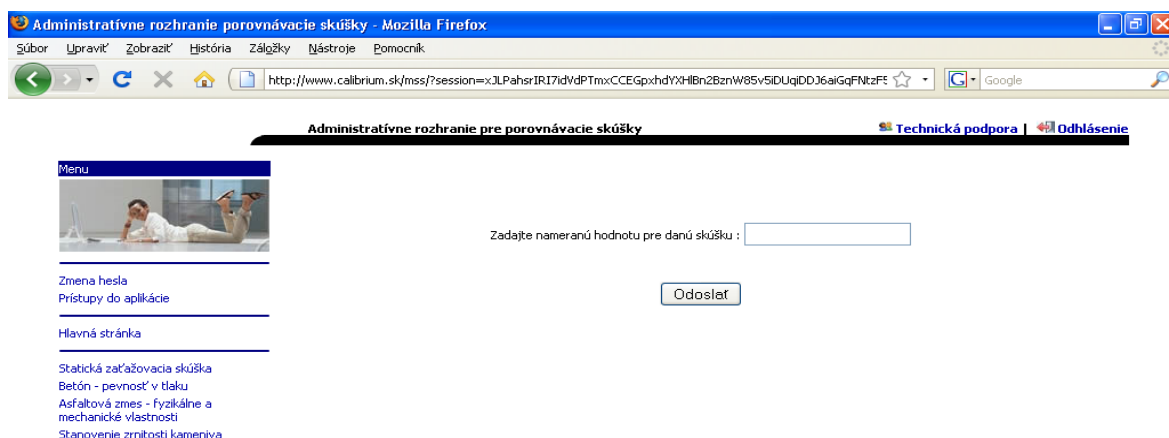 Administratívne rozhranie porovnávacie skúšky - Mozilla Firefox
Súbor Upraviť Zobraziť História Záložky Nástroje Pomocník
http://www.calibrium.sk/mss/?session=xJLPahsrIRI7idVdPTmxCCEGpxhdYXHlBn2BznW85v5iDUqiDDJ6aiGqFNtzF5 G Google
Administratívne rozhranie pre porovnávacie skúšky Technická podpora | Odhlásenie
Menu
Zadajte nameranú hodnotu pre danú skúšku :
Odoslať
Zmena hesla
Prístupy do aplikácie
Hlavná stránka
Statická zaťažovacia skúška
Betón - pevnosť v tlaku
Asfaltová zmes - fyzikálne a
mechanické vlastnosti
Stanovenie zrnitosti kameniva